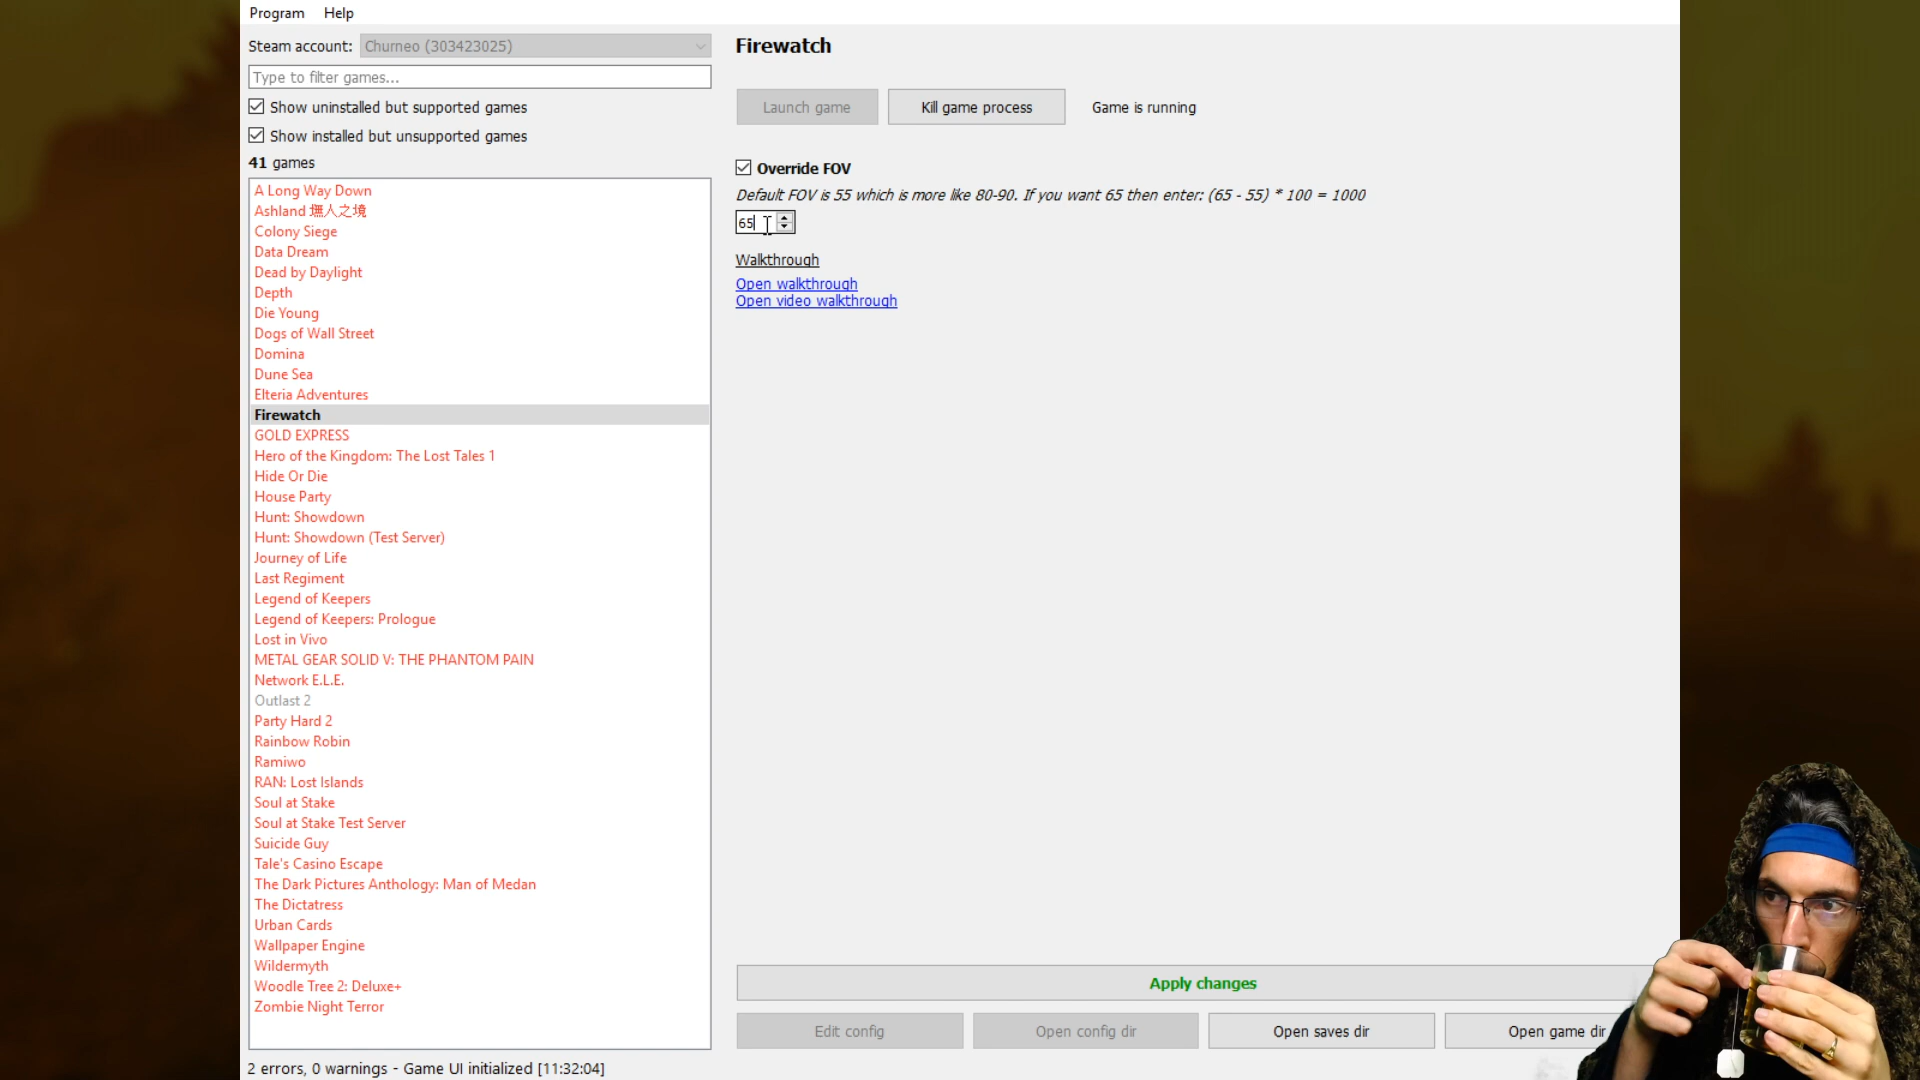 Program Help
Steam account: Churneo (303423025)
Type to filter games...
Show uninstalled but supported games
Show installed but unsupported games
41 games
A Long Way Down
Ashland 墲人之境
Colony Siege
Data Dream
Dead by Daylight
Depth
Die Young
Dogs of Wall Street
Domina
Dune Sea
Elteria Adventures
Firewatch
GOLD EXPRESS
Hero of the Kingdom: The Lost Tales 1
Hide Or Die
House Party
Hunt: Showdown
Hunt: Showdown (Test Server)
Journey of Life
Last Regiment
Legend of Keepers
Legend of Keepers: Prologue
Lost in Vivo
METAL GEAR SOLID V: THE PHANTOM PAIN
Network E.L.E.
Outlast 2
Party Hard 2
Rainbow Robin
Ramiwo
RAN: Lost Islands
Soul at Stake
Soul at Stake Test Server
Suicide Guy
Tale's Casino Escape
The Dark Pictures Anthology: Man of Medan
The Dictatress
Urban Cards
Wallpaper Engine
Wildermyth
Woodle Tree 2: Deluxe+
Zombie Night Terror
2 errors, 0 warnings - Game UI initialized [11:32:04]
Firewatch
Launch game Kill game process Game is running
Override FOV
Default FOV is 55 which is more like 80-90. If you want 65 then enter: (65 - 55) * 100 = 1000
65
Walkthrough
Open walkthrough
Open video walkthrough
Apply changes
Edit config Open config dir Open saves dir Open game dir